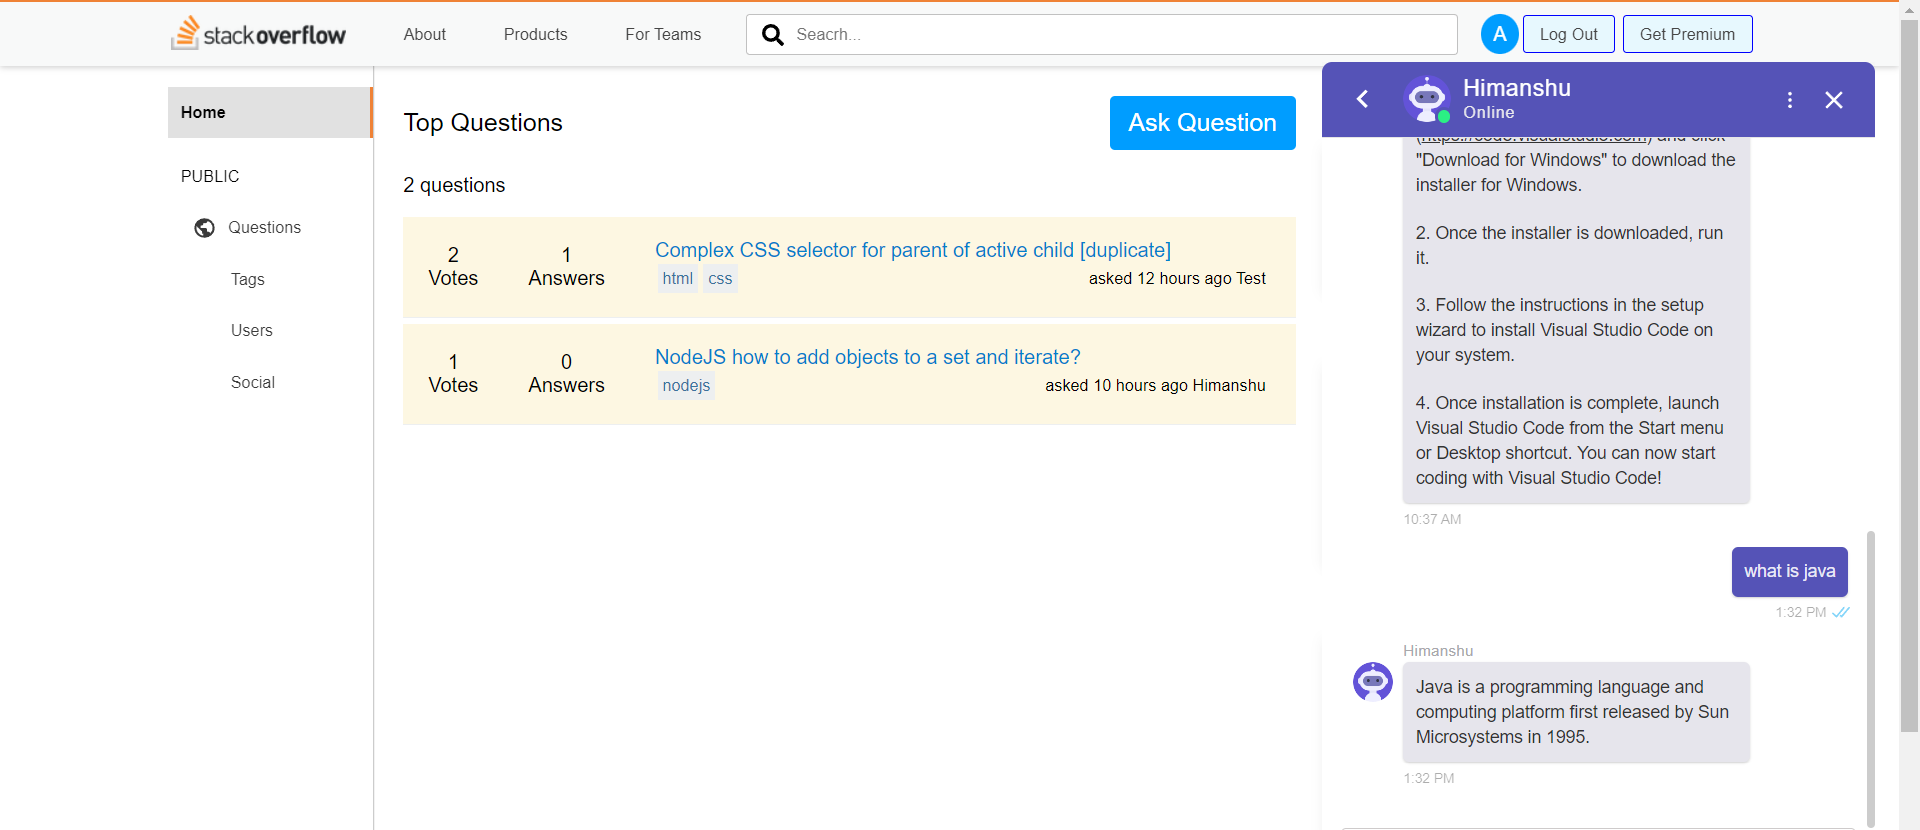 stackoverflow
About
Products
For Teams
Seacrh...
A
Log Out
Get Premium
Home
PUBLIC
Questions
Tags
Users
Social
Top Questions
Ask Question
2 questions
2
Votes
1
Answers
Complex CSS selector for parent of active child [duplicate]
html css
asked 12 hours ago Test
1
Votes
0
Answers
NodeJS how to add objects to a set and iterate?
nodejs
asked 10 hours ago Himanshu
Himanshu
Online
(https://code.visualstudio.com) and click
"Download for Windows" to download the
installer for Windows.
2. Once the installer is downloaded, run
it.
3. Follow the instructions in the setup
wizard to install Visual Studio Code on
your system.
4. Once installation is complete, launch
Visual Studio Code from the Start menu
or Desktop shortcut. You can now start
coding with Visual Studio Code!
10:37 AM
what is java
1:32 PM
Himanshu
Java is a programming language and
computing platform first released by Sun
Microsystems in 1995.
1:32 PM